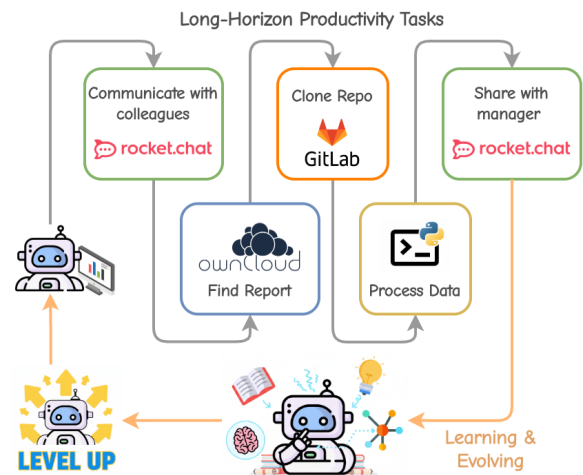 Long-Horizon Productivity Tasks
Communicate with
colleagues
rocket.chat
Clone Repo
GitLab
Share with
manager
rocket.chat
ownCloud
Find Report
>_
Process Data
LEVEL UP
Learning &
Evolving